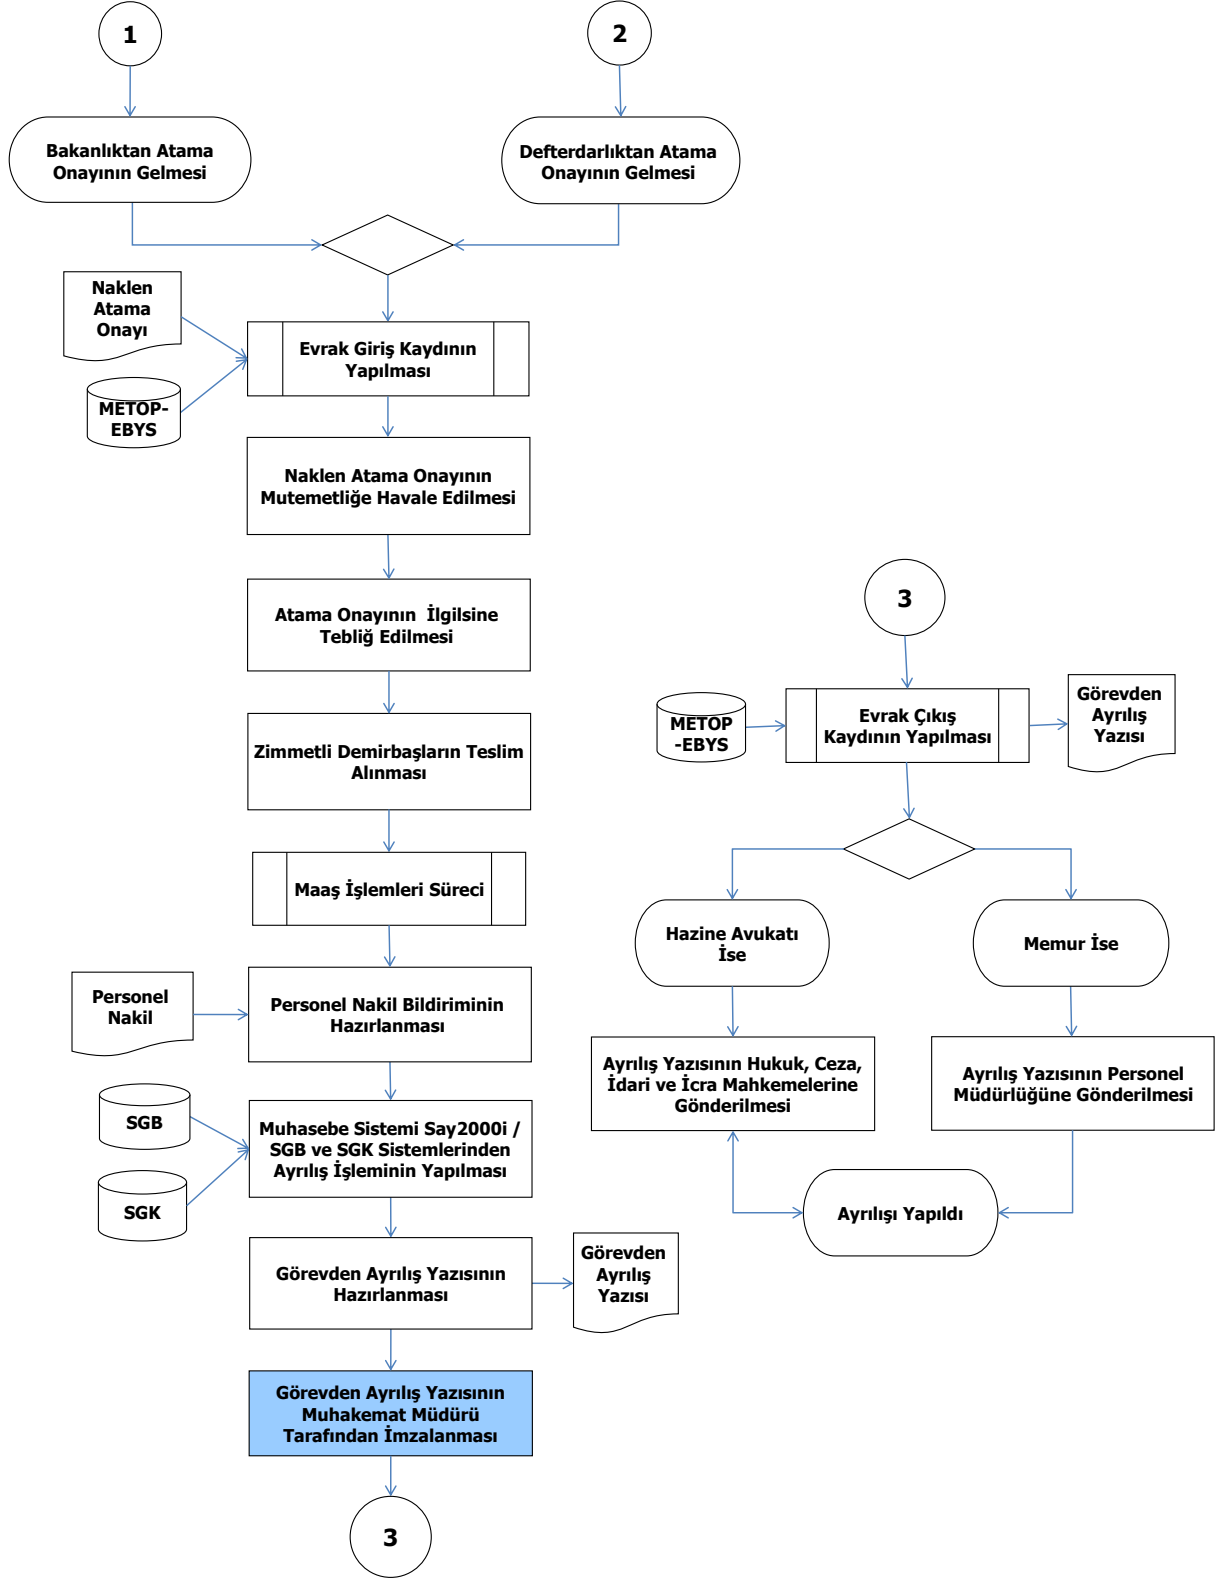 1
2
Bakanlıktan Atama
Onayının Gelmesi
Defterdarlıktan Atama
Onayının Gelmesi
Naklen
Atama
Onayı
METOP-
EBYS
Evrak Giriş Kaydının
Yapılması
Naklen Atama Onayının
Mutemetliğe Havale Edilmesi
Atama Onayının İlgilsine
Tebliğ Edilmesi
Zimmetli Demirbaşların Teslim
Alınması
Maaş İşlemleri Süreci
Personel
Nakil
Personel Nakil Bildiriminin
Hazırlanması
SGB
SGK
Muhasebe Sistemi Say2000i /
SGB ve SGK Sistemlerinden
Ayrılış İşleminin Yapılması
Görevden Ayrılış Yazısının
Hazırlanması
Görevden
Ayrılış
Yazısı
Görevden Ayrılış Yazısının
Muhakemat Müdürü
Tarafından İmzalanması
3
3
METOP
-EBYS
Evrak Çıkış
Kaydının Yapılması
Görevden
Ayrılış
Yazısı
Hazine Avukatı
İse
Memur İse
Ayrılış Yazısının Hukuk, Ceza,
İdari ve İcra Mahkemelerine
Gönderilmesi
Ayrılış Yazısının Personel
Müdürlüğüne Gönderilmesi
Ayrılışı Yapıldı